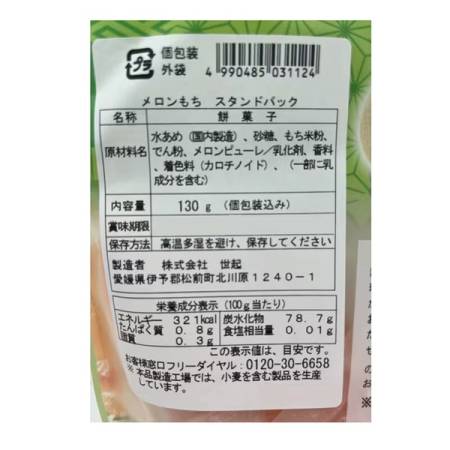 プラ
個包装
外袋
4 990485 031124
メロンもち スタンドパック
名称 餅菓子
原材料名 水あめ(国内製造)、砂糖、もち米粉、
でん粉、メロンピューレ/乳化剤、香料
、着色料(カロチノイド)、(一部に乳
成分を含む)
内容量 130g (個包装込み)
賞味期限
保存方法 高温多湿を避け、保存してください
製造者 株式会社 世起
愛媛県伊予郡松前町北川原1240-1
栄養成分表示(100g当たり)
エネルギー 321kcal 炭水化物 78.7g
たんぱく質 0.8g 食塩相当量 0.01g
脂質 0.3g
この表示値は、目安です。
お客様窓口フリーダイヤル:0120-30-6658
※本品製造工場では、小麦を含む製品を生産
しています。